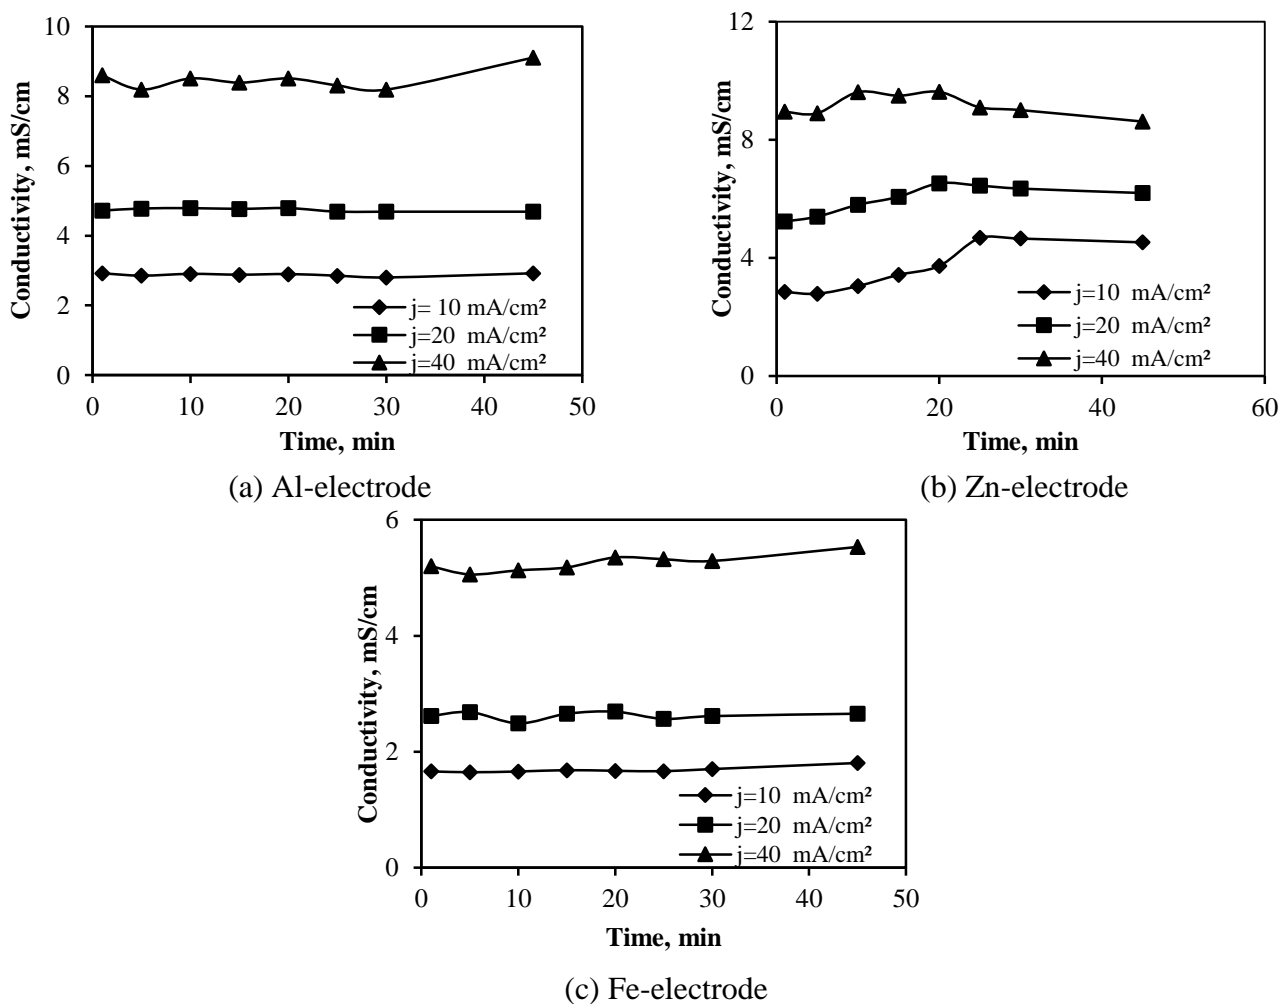 10
8
6
4
2
0
Conductivity, mS/cm
j= 10 mA/cm²
j=20 mA/cm²
j=40 mA/cm²
0 10 20 30 40 50
Time, min
(a) Al-electrode
12
8
4
0
Conductivity, mS/cm
j=10 mA/cm²
j=20 mA/cm²
j=40 mA/cm²
0 20 40 60
Time, min
(b) Zn-electrode
6
4
2
0
Conductivity, mS/cm
j=10 mA/cm²
j=20 mA/cm²
j=40 mA/cm²
0 10 20 30 40 50
Time, min
(c) Fe-electrode